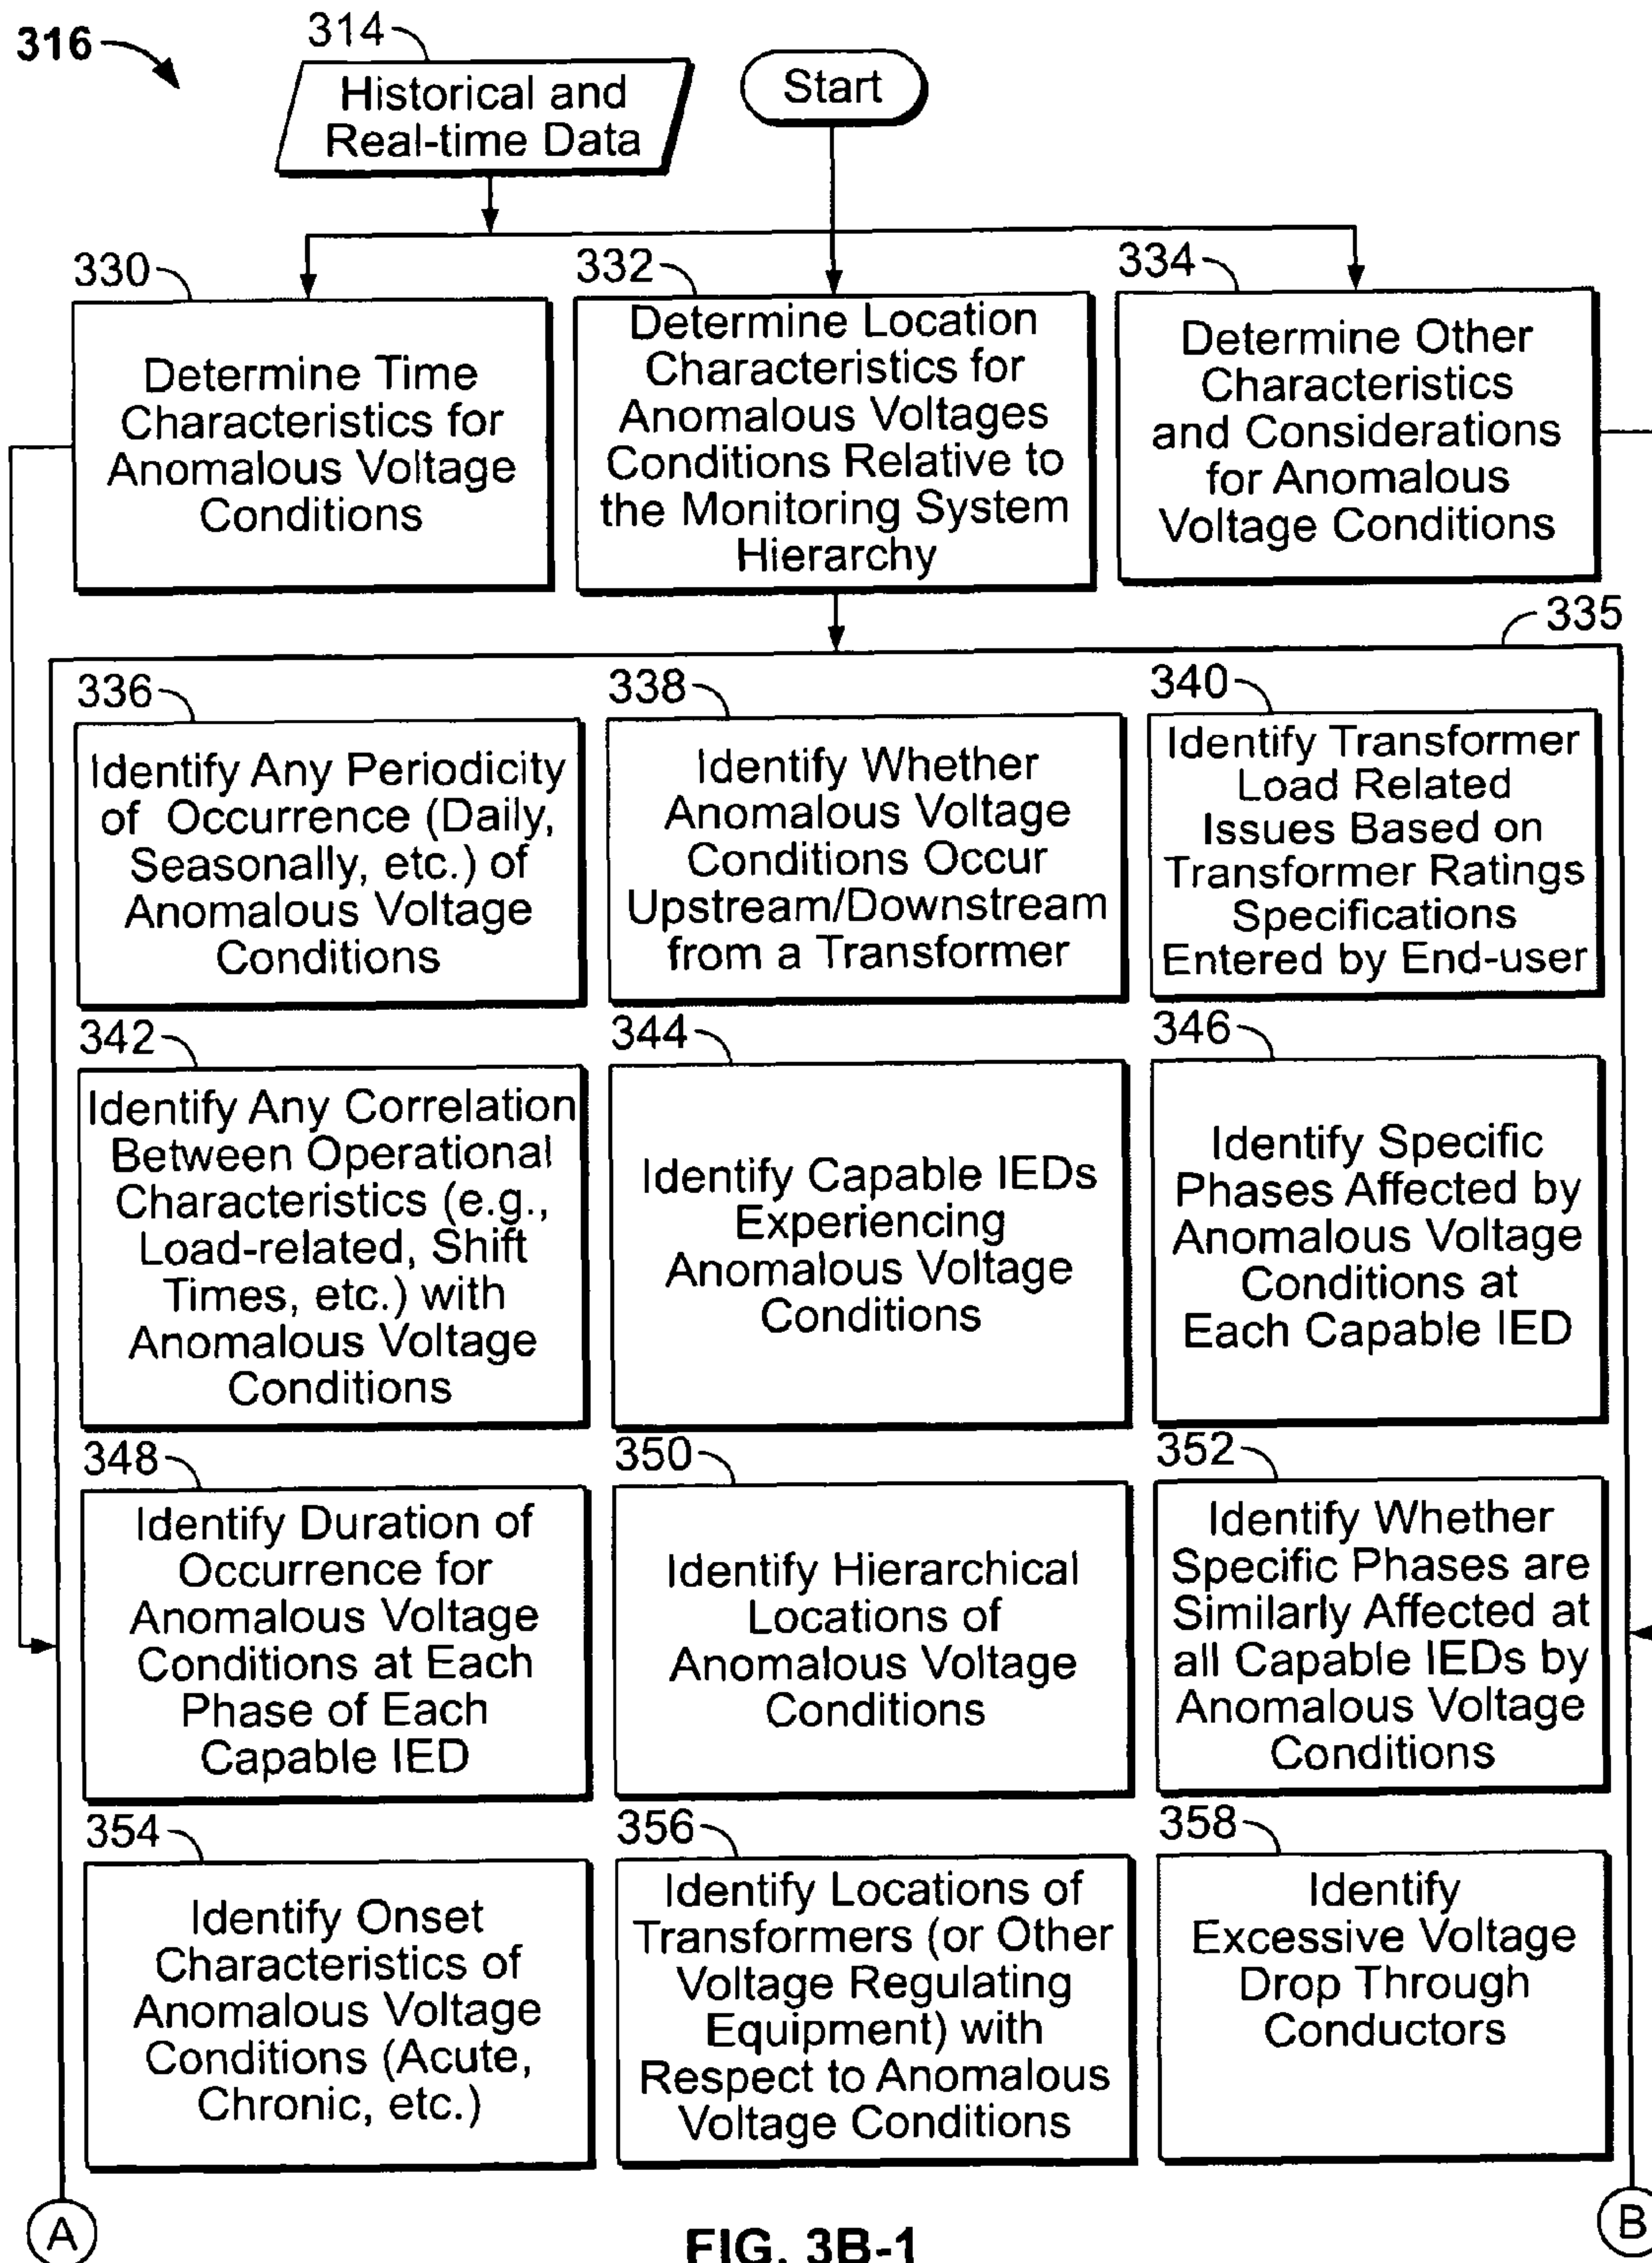 316
314
Historical and
Real-time Data
Start
330
Determine Time
Characteristics for
Anomalous Voltage
Conditions
332
Determine Location
Characteristics for
Anomalous Voltages
Conditions Relative to
the Monitoring System
Hierarchy
334
Determine Other
Characteristics
and Considerations
for Anomalous
Voltage Conditions
335
336
Identify Any Periodicity
of Occurrence (Daily,
Seasonally, etc.) of
Anomalous Voltage
Conditions
338
Identify Whether
Anomalous Voltage
Conditions Occur
Upstream/Downstream
from a Transformer
340
Identify Transformer
Load Related
Issues Based on
Transformer Ratings
Specifications
Entered by End-user
342
Identify Any Correlation
Between Operational
Characteristics (e.g.,
Load-related, Shift
Times, etc.) with
Anomalous Voltage
Conditions
344
Identify Capable IEDs
Experiencing
Anomalous Voltage
Conditions
346
Identify Specific
Phases Affected by
Anomalous Voltage
Conditions at
Each Capable IED
348
Identify Duration of
Occurrence for
Anomalous Voltage
Conditions at Each
Phase of Each
Capable IED
350
Identify Hierarchical
Locations of
Anomalous Voltage
Conditions
352
Identify Whether
Specific Phases are
Similarly Affected at
all Capable IEDs by
Anomalous Voltage
Conditions
354
Identify Onset
Characteristics of
Anomalous Voltage
Conditions (Acute,
Chronic, etc.)
356
Identify Locations of
Transformers (or Other
Voltage Regulating
Equipment) with
Respect to Anomalous
Voltage Conditions
358
Identify
Excessive Voltage
Drop Through
Conductors
A
B
FIG. 3B-1